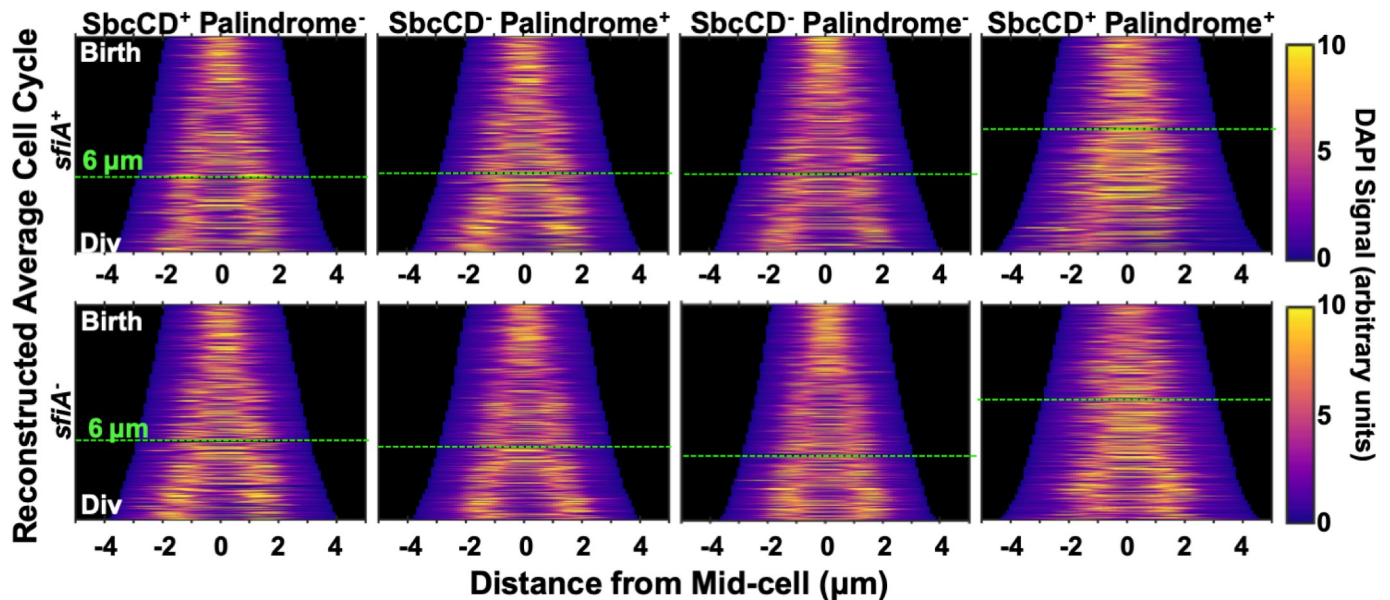 SbcCD⁺ Palindrome⁻ SbcCD⁻ Palindrome⁺ SbcCD⁻ Palindrome⁻ SbcCD⁺ Palindrome⁺
Reconstructed Average Cell Cycle
sfiA⁺
Birth
6 µm
Div
-4 -2 0 2 4 -4 -2 0 2 4 -4 -2 0 2 4 -4 -2 0 2 4
10
5
0
DAPI Signal (arbitrary units)
sfiA⁻
Birth
6 µm
Div
-4 -2 0 2 4 -4 -2 0 2 4 -4 -2 0 2 4 -4 -2 0 2 4
10
5
0
Distance from Mid-cell (µm)